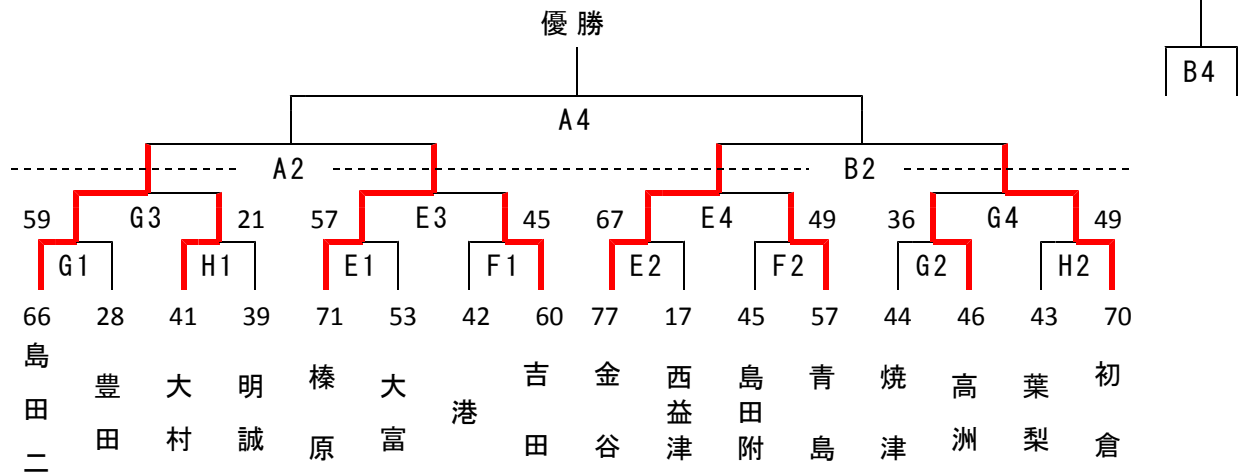 優勝
B4
A4
A2 B2
59 G3 21 57 E3 45 67 E4 49 36 G4 49
G1 H1 E1 F1 E2 F2 G2 H2
66 28 41 39 71 53 42 60 77 17 45 57 44 46 43 70
島田二
豊田
大村
明誠
榛原
大富
港
吉田
金谷
西益津
島田附
青島
焼津
高洲
葉梨
初倉